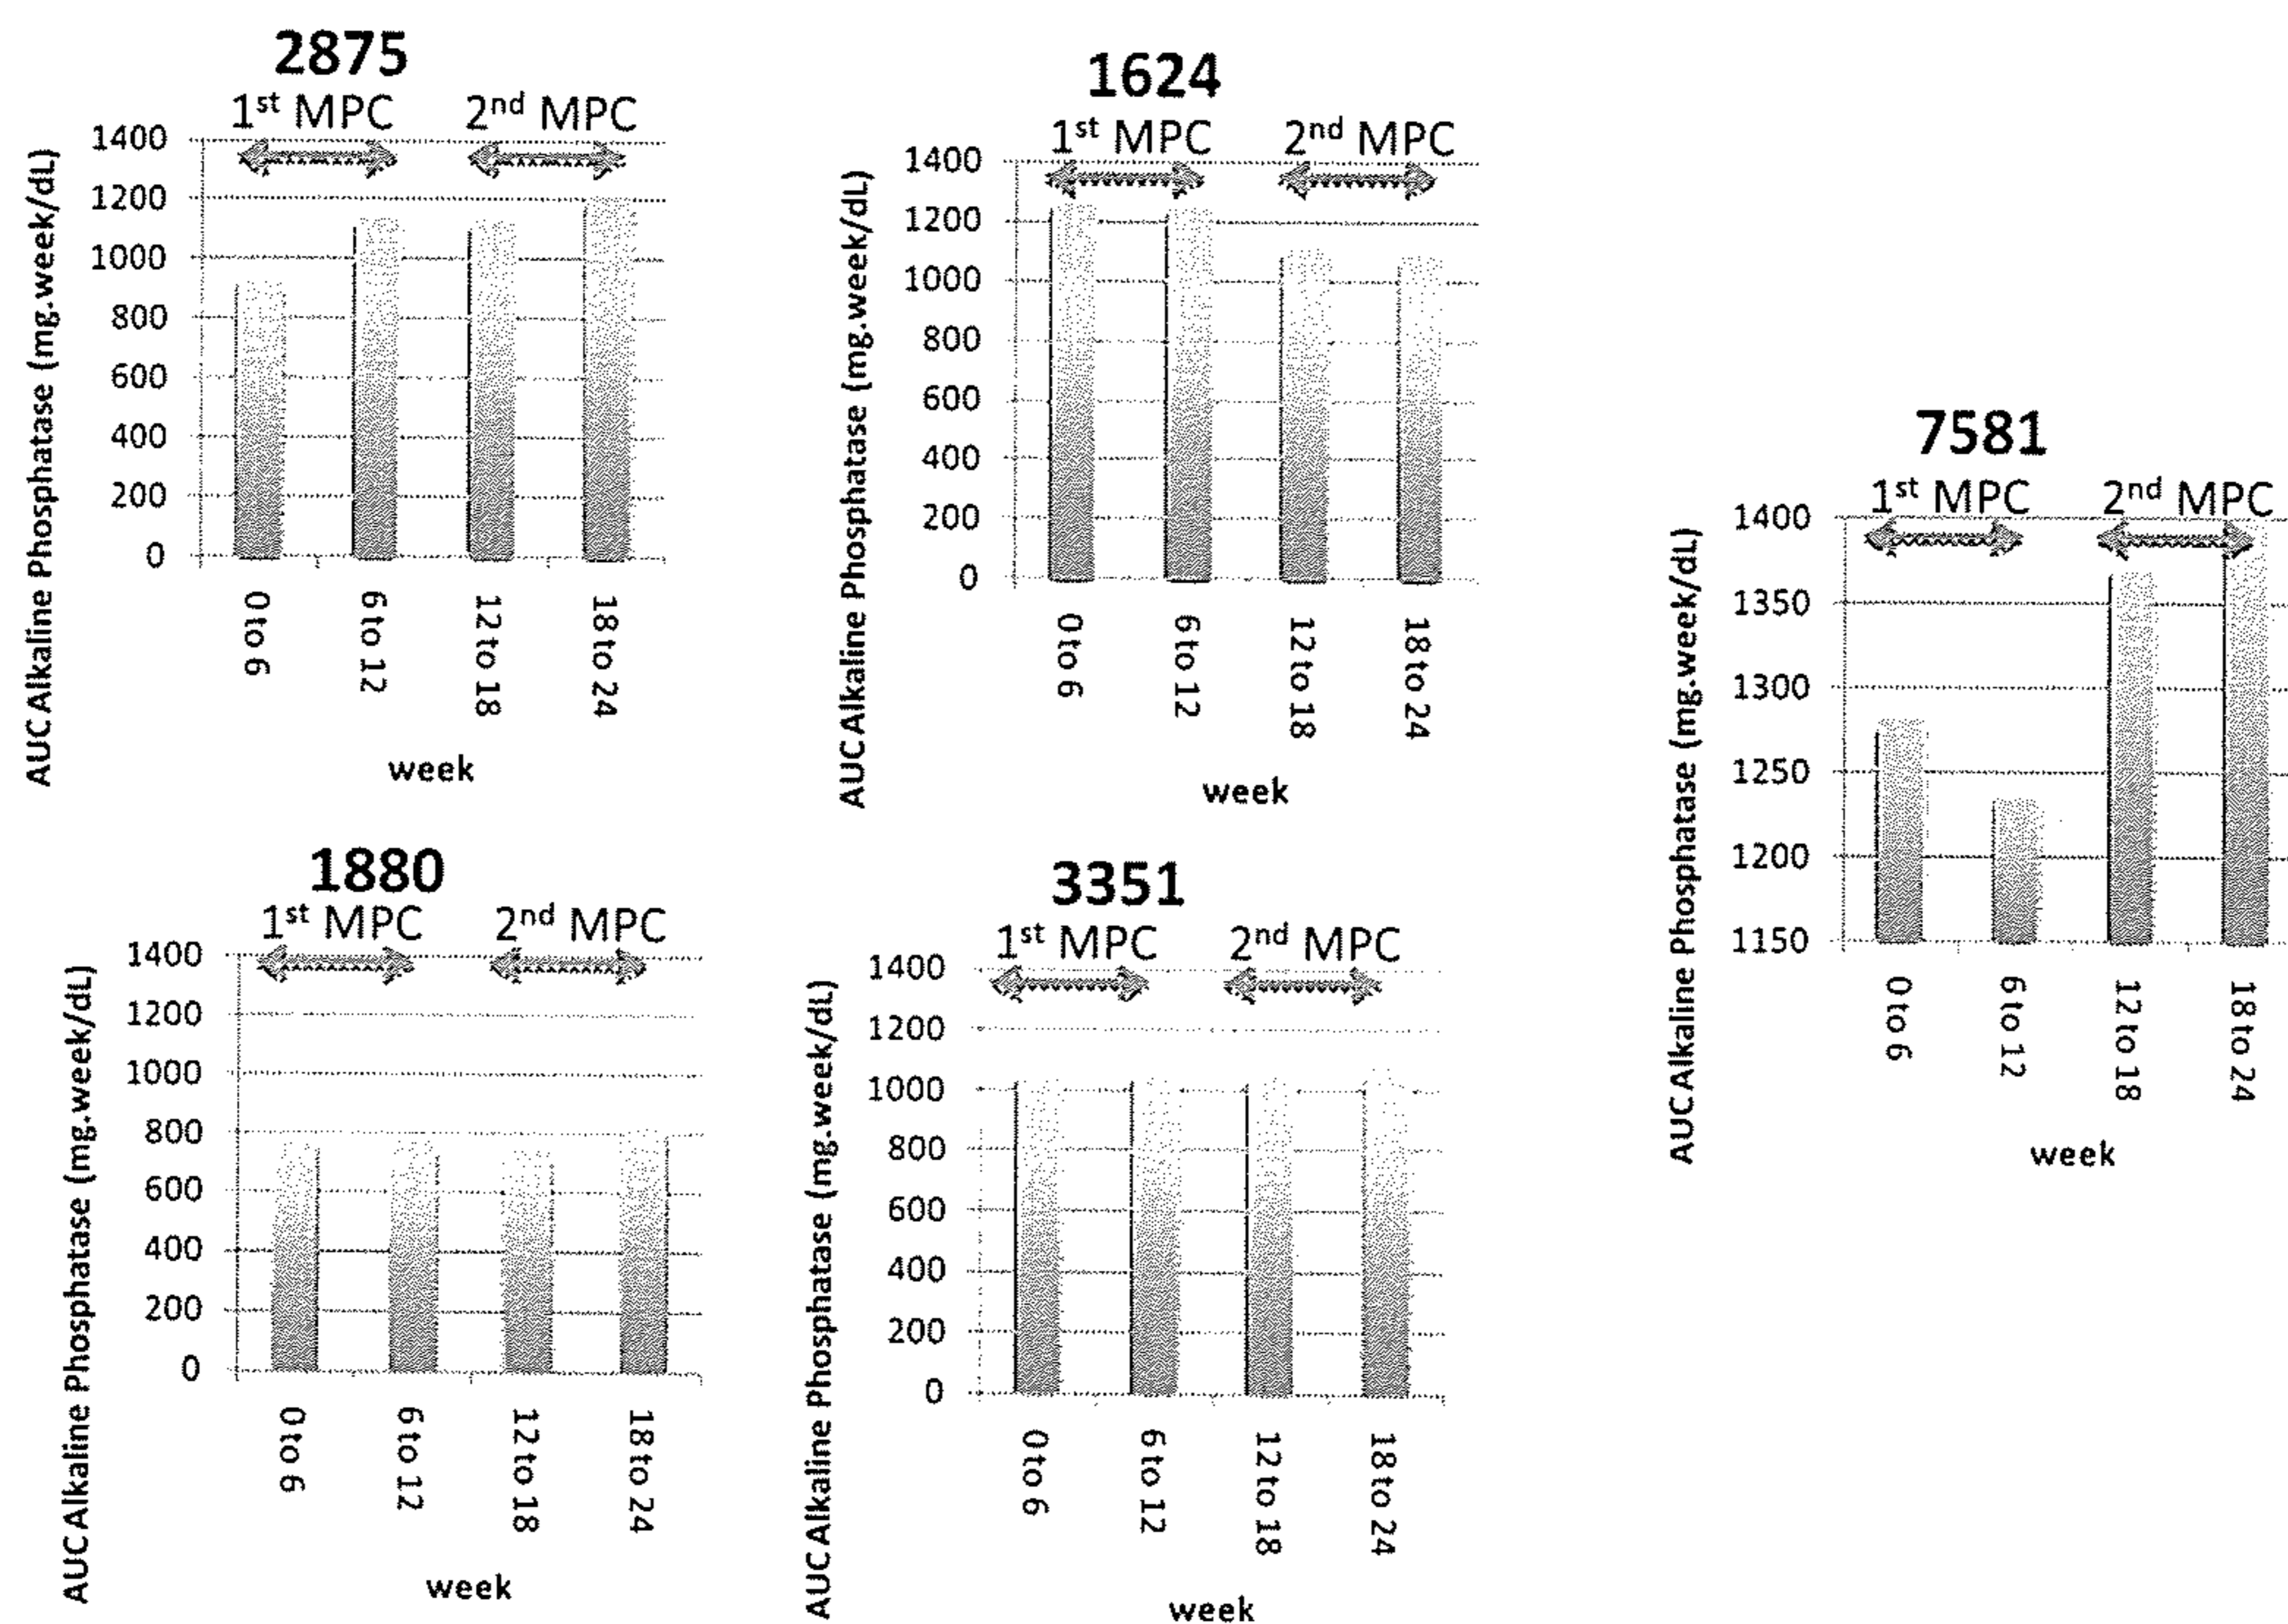 2875
1st MPC 2nd MPC
AUC Alkaline Phosphatase (mg.week/dL)
1400
1200
1000
800
600
400
200
0
0 to 6
6 to 12
12 to 18
18 to 24
week
1624
1st MPC 2nd MPC
AUC Alkaline Phosphatase (mg.week/dL)
1400
1200
1000
800
600
400
200
0
0 to 6
6 to 12
12 to 18
18 to 24
week
7581
1st MPC 2nd MPC
AUC Alkaline Phosphatase (mg.week/dL)
1400
1350
1300
1250
1200
1150
0 to 6
6 to 12
12 to 18
18 to 24
week
1880
1st MPC 2nd MPC
AUC Alkaline Phosphatase (mg.week/dL)
1400
1200
1000
800
600
400
200
0
0 to 6
6 to 12
12 to 18
18 to 24
week
3351
1st MPC 2nd MPC
AUC Alkaline Phosphatase (mg.week/dL)
1400
1200
1000
800
600
400
200
0
0 to 6
6 to 12
12 to 18
18 to 24
week